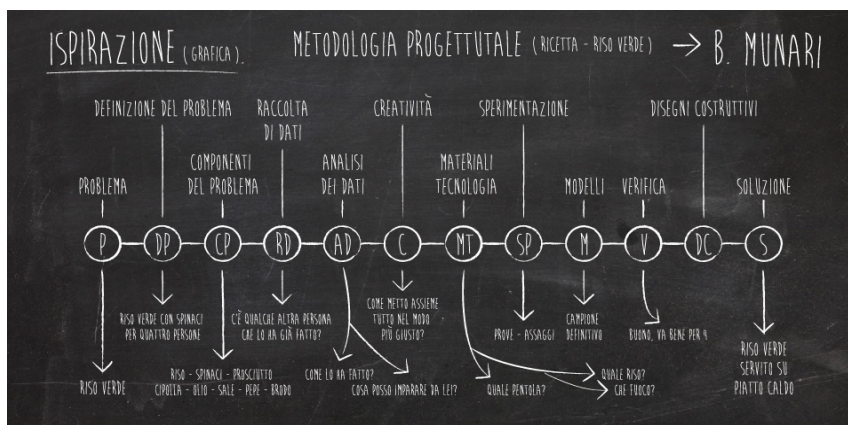 ISPIRAZIONE (GRAFICA).
METODOLOGIA PROGETTUTALE (RICETTA - RISO VERDE) → B. MUNARI
DEFINIZIONE DEL PROBLEMA
RACCOLTA
DI DATI
CREATIVITÀ
SPERIMENTAZIONE
DISEGNI COSTRUTTIVI
PROBLEMA
COMPONENTI
DEL PROBLEMA
ANALISI
DEI DATI
MATERIALI
TECNOLOGIA
MODELLI
VERIFICA
SOLUZIONE
P DP CP RD AD C MT SP M V DC S
RISO VERDE CON SPINACI
PER QUATTRO PERSONE
C'È QUALCHE ALTRA PERSONA
CHE LO HA GIÀ FATTO?
COME METTO ASSIEME
TUTTO NEL MODO
PIÙ GIUSTO?
PROVE - ASSAGGI
CAMPIONE
DEFINITIVO
BUONO, VA BENE PER 4
RISO VERDE
RISO - SPINACI - PROSCIUTTO
CIPOLLA - OLIO - SALE - PEPE - BRODO
COME LO HA FATTO?
COSA POSSO IMPARARE DA LEI?
QUALE PENTOLA?
QUALE RISO?
CHE FUOCO?
RISO VERDE
SERVITO SU
PIATTO CALDO